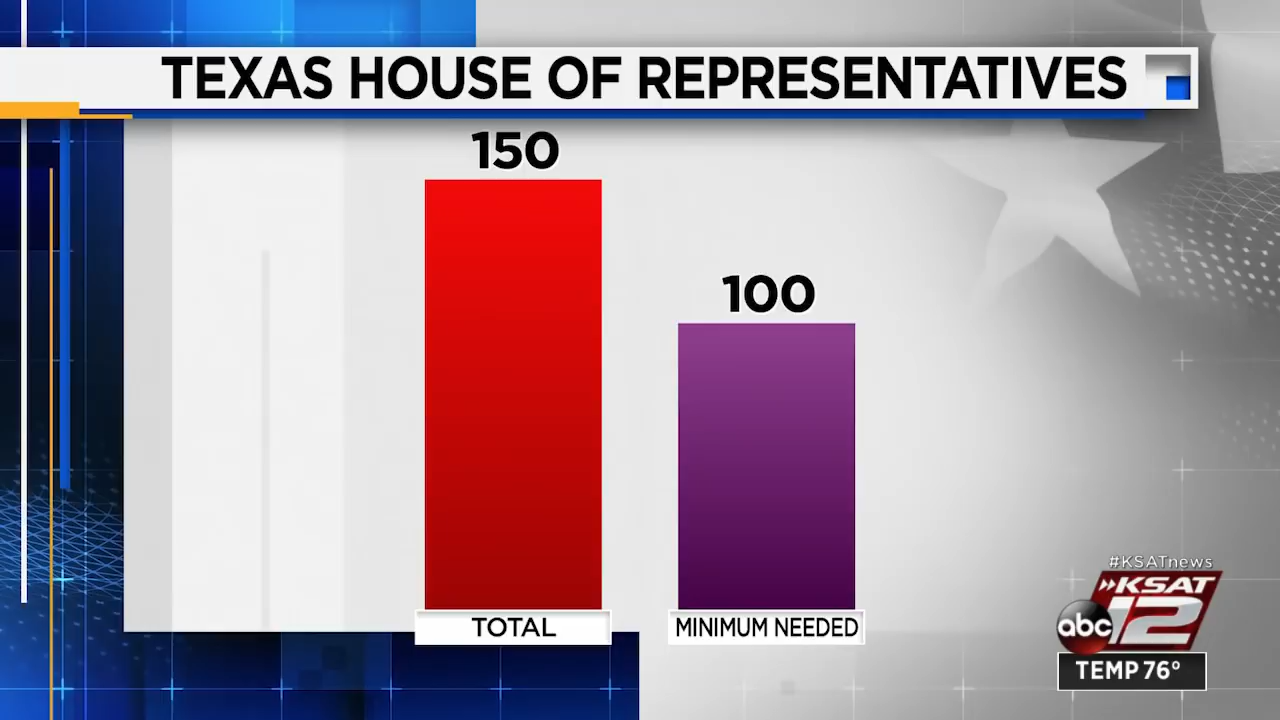 TEXAS HOUSE OF REPRESENTATIVES
150
100
TOTAL
MINIMUM NEEDED
#KSATnews
KSAT
abc 12
TEMP 76°